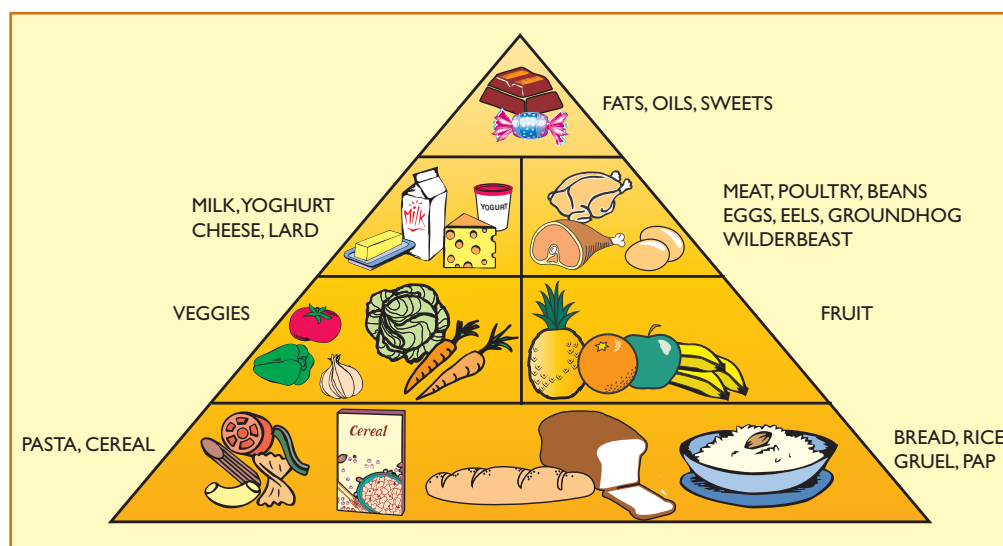 FATS, OILS, SWEETS
MILK, YOGHURT
CHEESE, LARD
Milk
YOGURT
MEAT, POULTRY, BEANS
EGGS, EELS, GROUNDHOG
WILDERBEAST
VEGGIES
FRUIT
PASTA, CEREAL
Cereal
BREAD, RICE
GRUEL, PAP